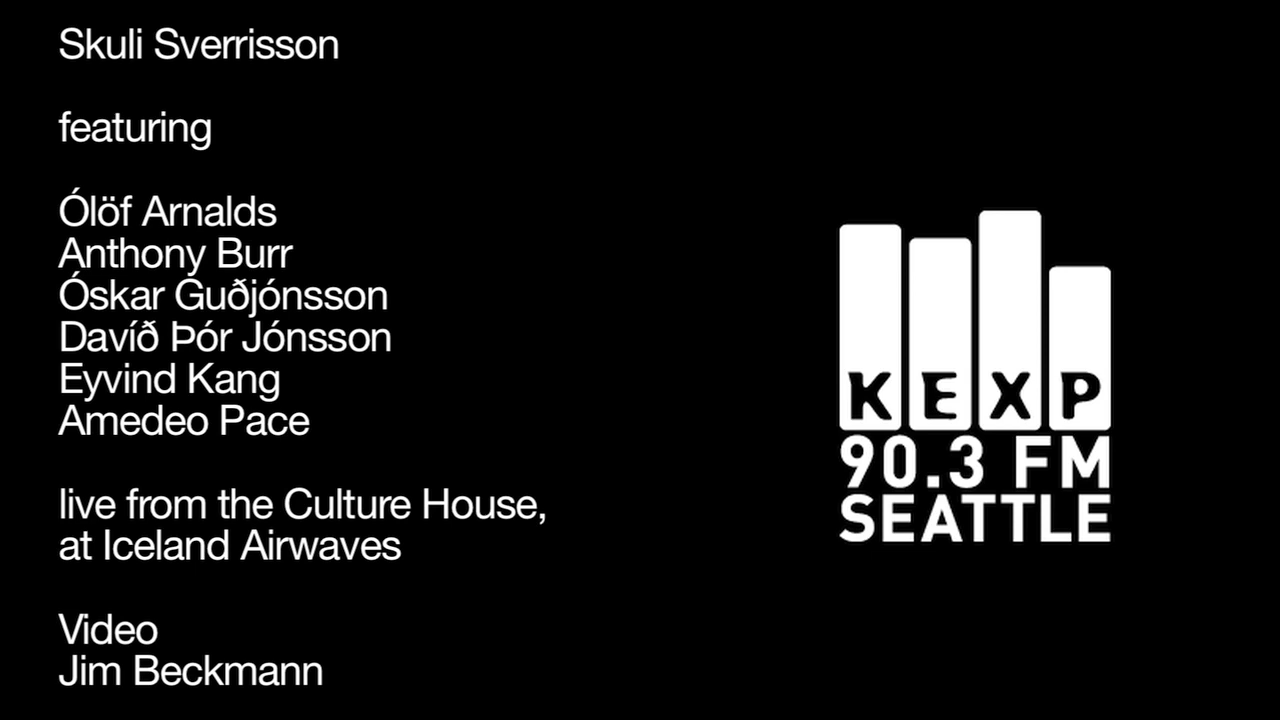 Skuli Sverrisson
featuring
Ólöf Arnalds
Anthony Burr
Óskar Guðjónsson
Davíð Þór Jónsson
Eyvind Kang
Amedeo Pace
live from the Culture House,
at Iceland Airwaves
Video
Jim Beckmann
KEXP
90.3 FM
SEATTLE